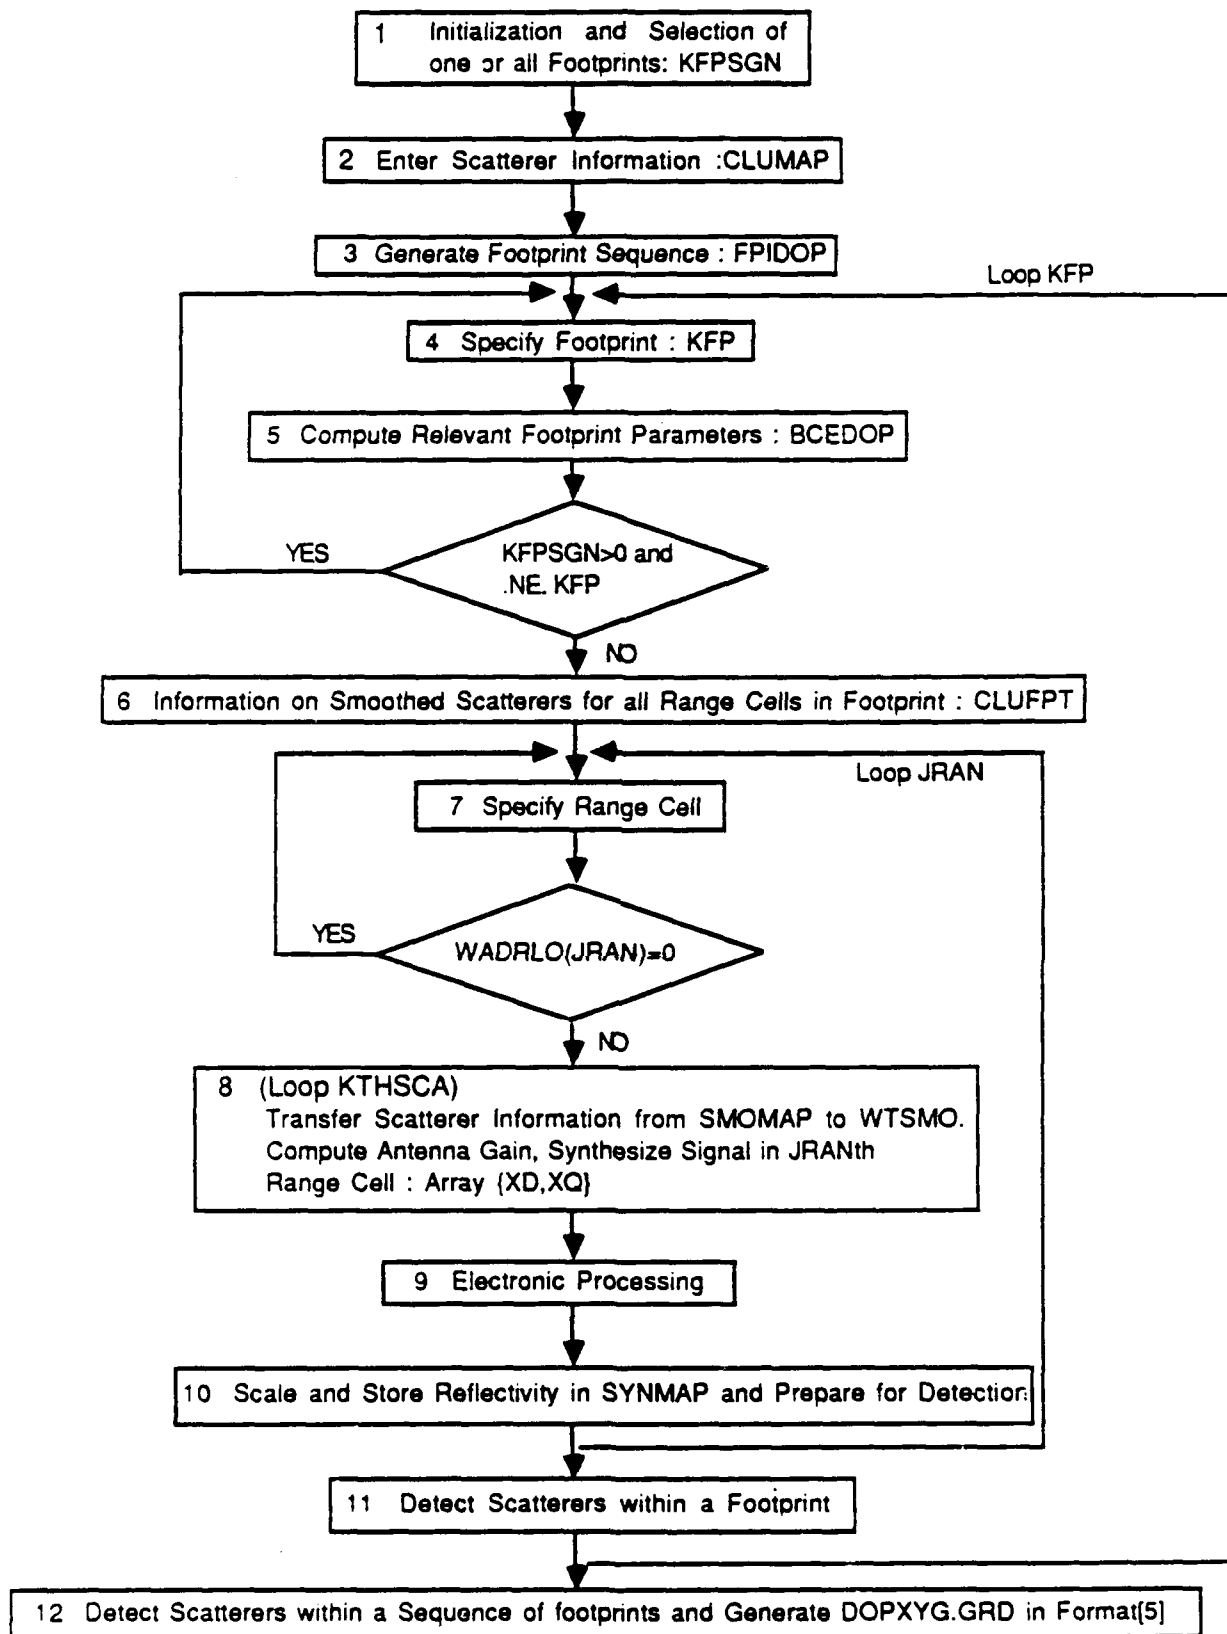 1 Initialization and Selection of
one or all Footprints: KFPSGN
2 Enter Scatterer Information :CLUMAP
3 Generate Footprint Sequence : FPIDOP
Loop KFP
4 Specify Footprint : KFP
5 Compute Relevant Footprint Parameters : BCEDOP
YES
KFPSGN>0 and
.NE. KFP
NO
6 Information on Smoothed Scatterers for all Range Cells in Footprint : CLUFPT
Loop JRAN
7 Specify Range Cell
YES
WADRLO(JRAN)=0
NO
8 (Loop KTHSCA)
Transfer Scatterer Information from SMOMAP to WTSMO.
Compute Antenna Gain, Synthesize Signal in JRANth
Range Cell : Array {XD,XQ}
9 Electronic Processing
10 Scale and Store Reflectivity in SYNMAP and Prepare for Detection
11 Detect Scatterers within a Footprint
12 Detect Scatterers within a Sequence of footprints and Generate DOPXYG.GRD in Format[5]